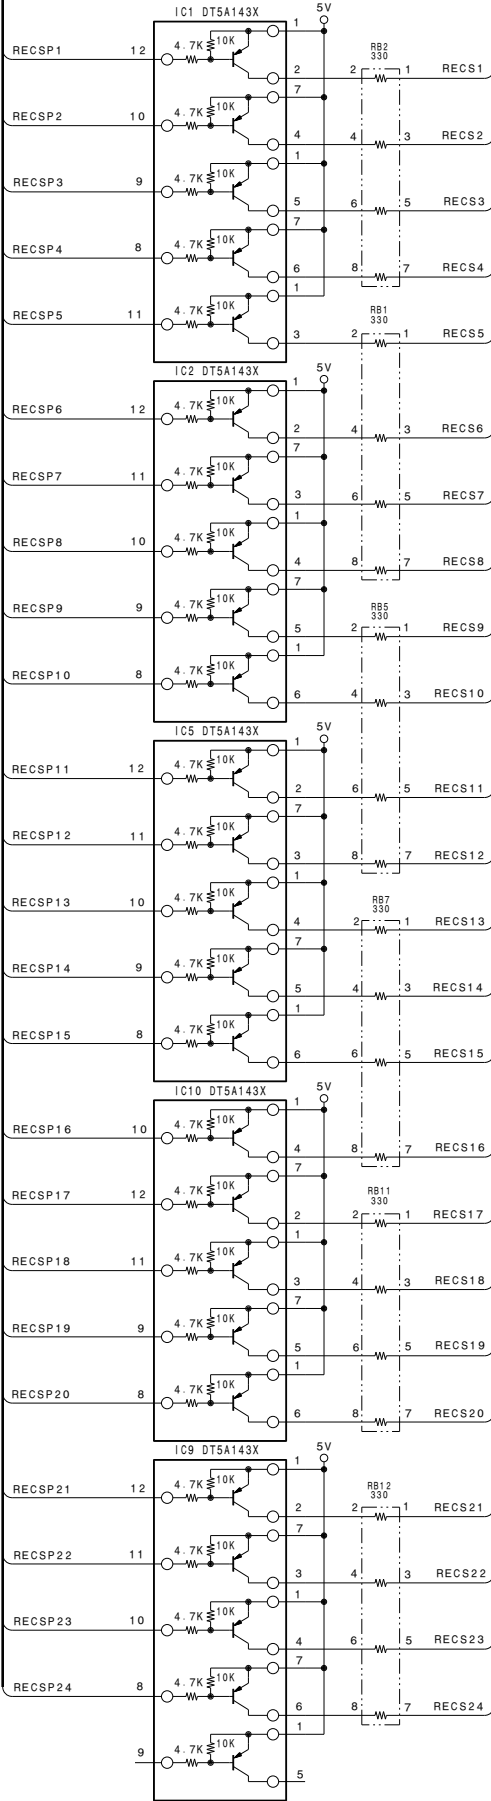 IC1 DT5A143X
5V
1
RECSP1 12 4.7K 10K 2 2 RB2 330 1 RECS1
7
RECSP2 10 4.7K 10K 4 4 3 RECS2
1
RECSP3 9 4.7K 10K 5 6 5 RECS3
7
RECSP4 8 4.7K 10K 6 8 7 RECS4
1
RECSP5 11 4.7K 10K 3 2 RB1 330 1 RECS5
IC2 DT5A143X
5V
1
RECSP6 12 4.7K 10K 2 4 3 RECS6
7
RECSP7 11 4.7K 10K 3 6 5 RECS7
1
RECSP8 10 4.7K 10K 4 8 7 RECS8
7
RECSP9 9 4.7K 10K 5 2 RB5 330 1 RECS9
1
RECSP10 8 4.7K 10K 6 4 3 RECS10
IC5 DT5A143X
5V
1
RECSP11 12 4.7K 10K 2 6 5 RECS11
7
RECSP12 11 4.7K 10K 3 8 7 RECS12
1
RECSP13 10 4.7K 10K 4 2 RB7 330 1 RECS13
7
RECSP14 9 4.7K 10K 5 4 3 RECS14
1
RECSP15 8 4.7K 10K 6 6 5 RECS15
IC10 DT5A143X
5V
1
RECSP16 10 4.7K 10K 4 8 7 RECS16
7
RECSP17 12 4.7K 10K 2 2 RB11 330 1 RECS17
1
RECSP18 11 4.7K 10K 3 4 3 RECS18
7
RECSP19 9 4.7K 10K 5 6 5 RECS19
1
RECSP20 8 4.7K 10K 6 8 7 RECS20
IC9 DT5A143X
5V
1
RECSP21 12 4.7K 10K 2 2 RB12 330 1 RECS21
7
RECSP22 11 4.7K 10K 3 4 3 RECS22
1
RECSP23 10 4.7K 10K 4 6 5 RECS23
7
RECSP24 8 4.7K 10K 6 8 7 RECS24
1
9 4.7K 10K 5